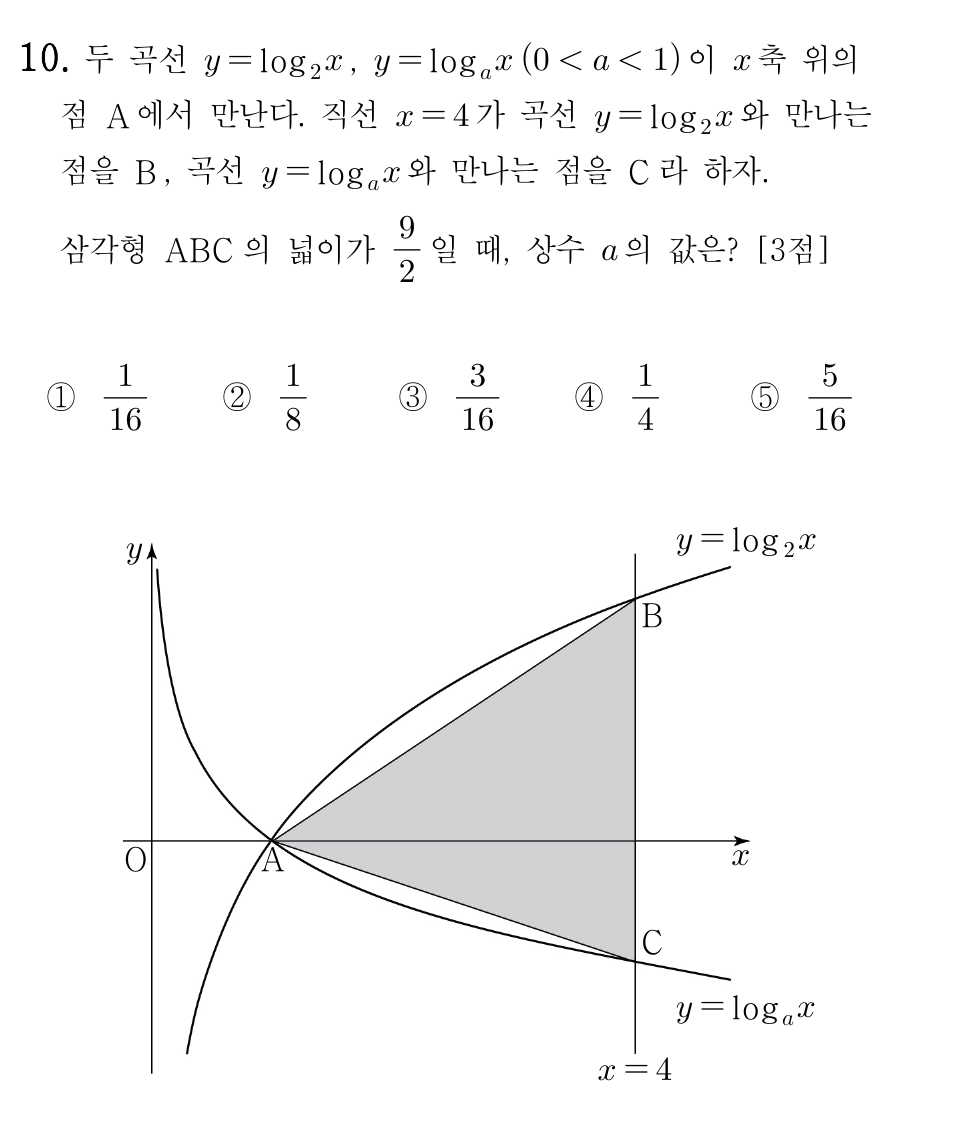 10. 두 곡선 y=log₂x, y=logₐx (0<a<1)이 x축 위의
점 A에서 만난다. 직선 x=4가 곡선 y=log₂x와 만나는
점을 B, 곡선 y=logₐx와 만나는 점을 C라 하자.
삼각형 ABC의 넓이가 9/2일 때, 상수 a의 값은? [3점]
① 1/16 ② 1/8 ③ 3/16 ④ 1/4 ⑤ 5/16
y=log₂x
y
B
O A x
C
y=logₐx
x=4